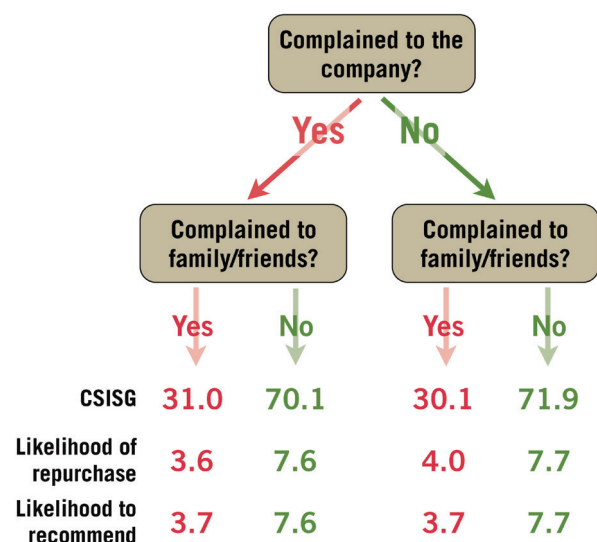 Complained to the
company?
Yes No
Complained to
family/friends?
Complained to
family/friends?
Yes No Yes No
CSISG 31.0 70.1 30.1 71.9
Likelihood of
repurchase 3.6 7.6 4.0 7.7
Likelihood to
recommend 3.7 7.6 3.7 7.7